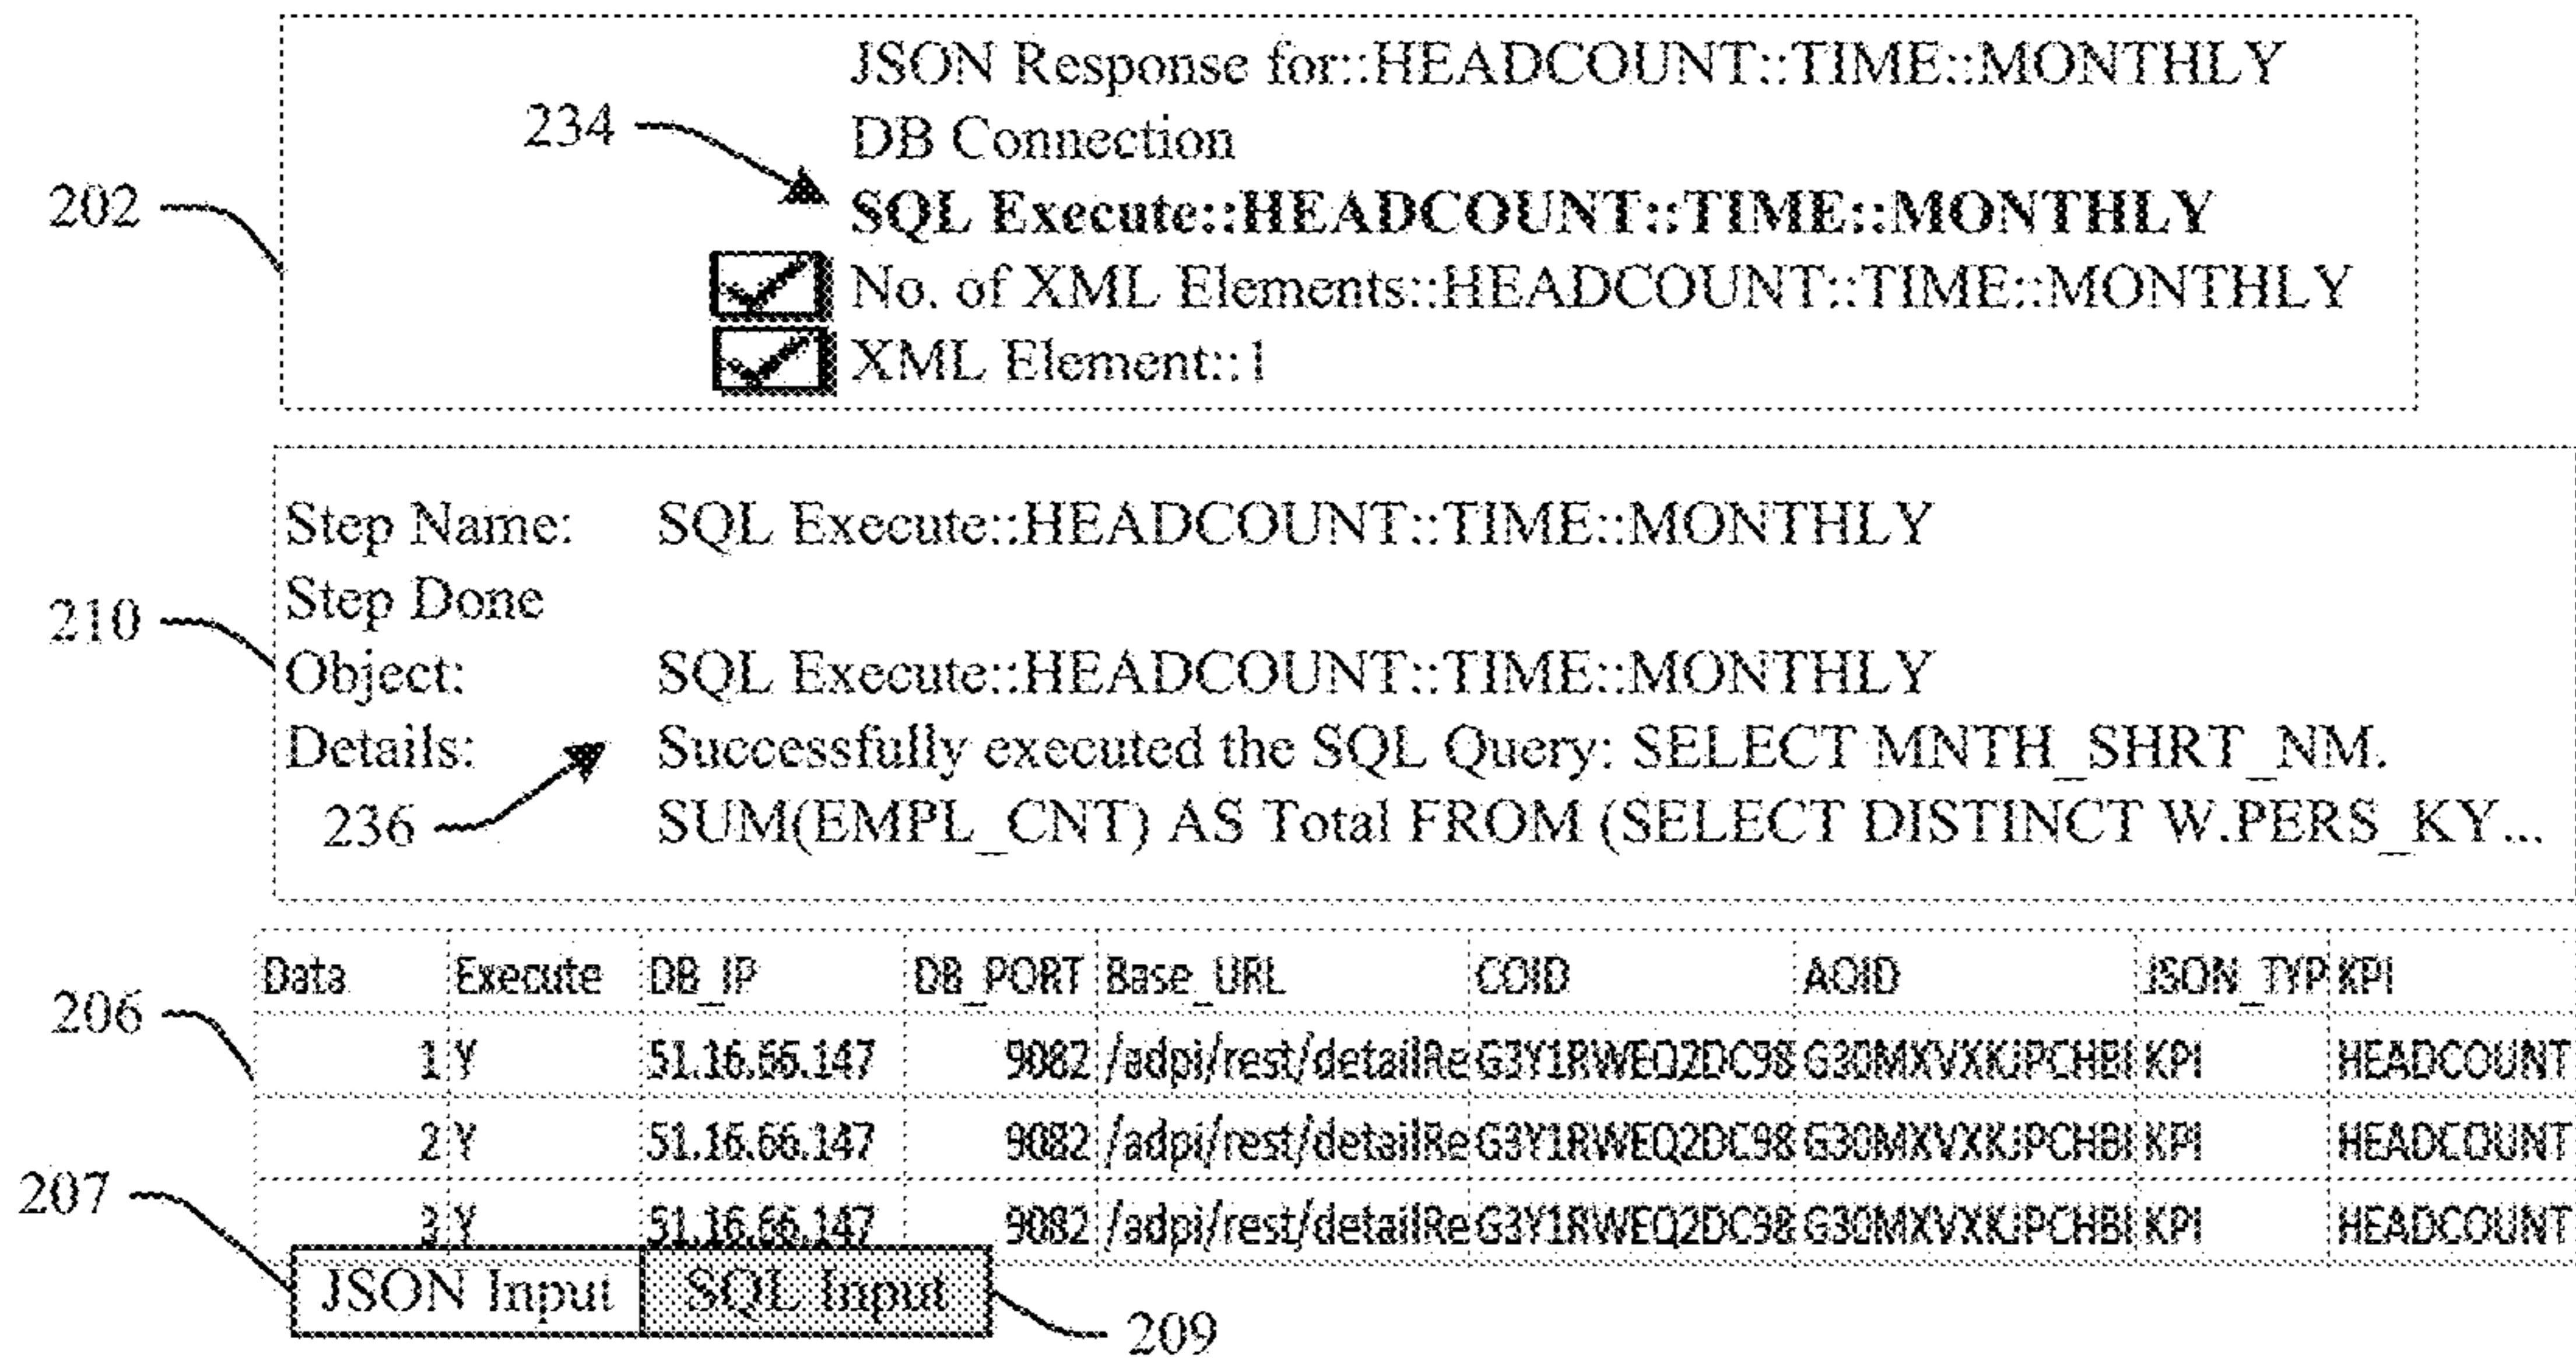 JSON Response for::HEADCOUNT::TIME::MONTHLY
234 DB Connection
202 SQL Execute::HEADCOUNT::TIME::MONTHLY
No. of XML Elements::HEADCOUNT::TIME::MONTHLY
XML Element::1
Step Name: SQL Execute::HEADCOUNT::TIME::MONTHLY
210 Step Done
Object: SQL Execute::HEADCOUNT::TIME::MONTHLY
Details: Successfully executed the SQL Query: SELECT MNTH_SHRT_NM.
236 SUM(EMPL_CNT) AS Total FROM (SELECT DISTINCT W.PERS_KY...
Data Execute DB_IP DB_PORT Base_URL COID AOID JSON_TYP KPI
206 1 Y 51.16.66.147 9082 /adpi/rest/detailRe G3Y1RWEQ2DC98 G30MXVXKJPCHBI KPI HEADCOUNT
2 Y 51.16.66.147 9082 /adpi/rest/detailRe G3Y1RWEQ2DC98 G30MXVXKJPCHBI KPI HEADCOUNT
207 3 Y 51.16.66.147 9082 /adpi/rest/detailRe G3Y1RWEQ2DC98 G30MXVXKJPCHBI KPI HEADCOUNT
JSON Input SQL Input 209